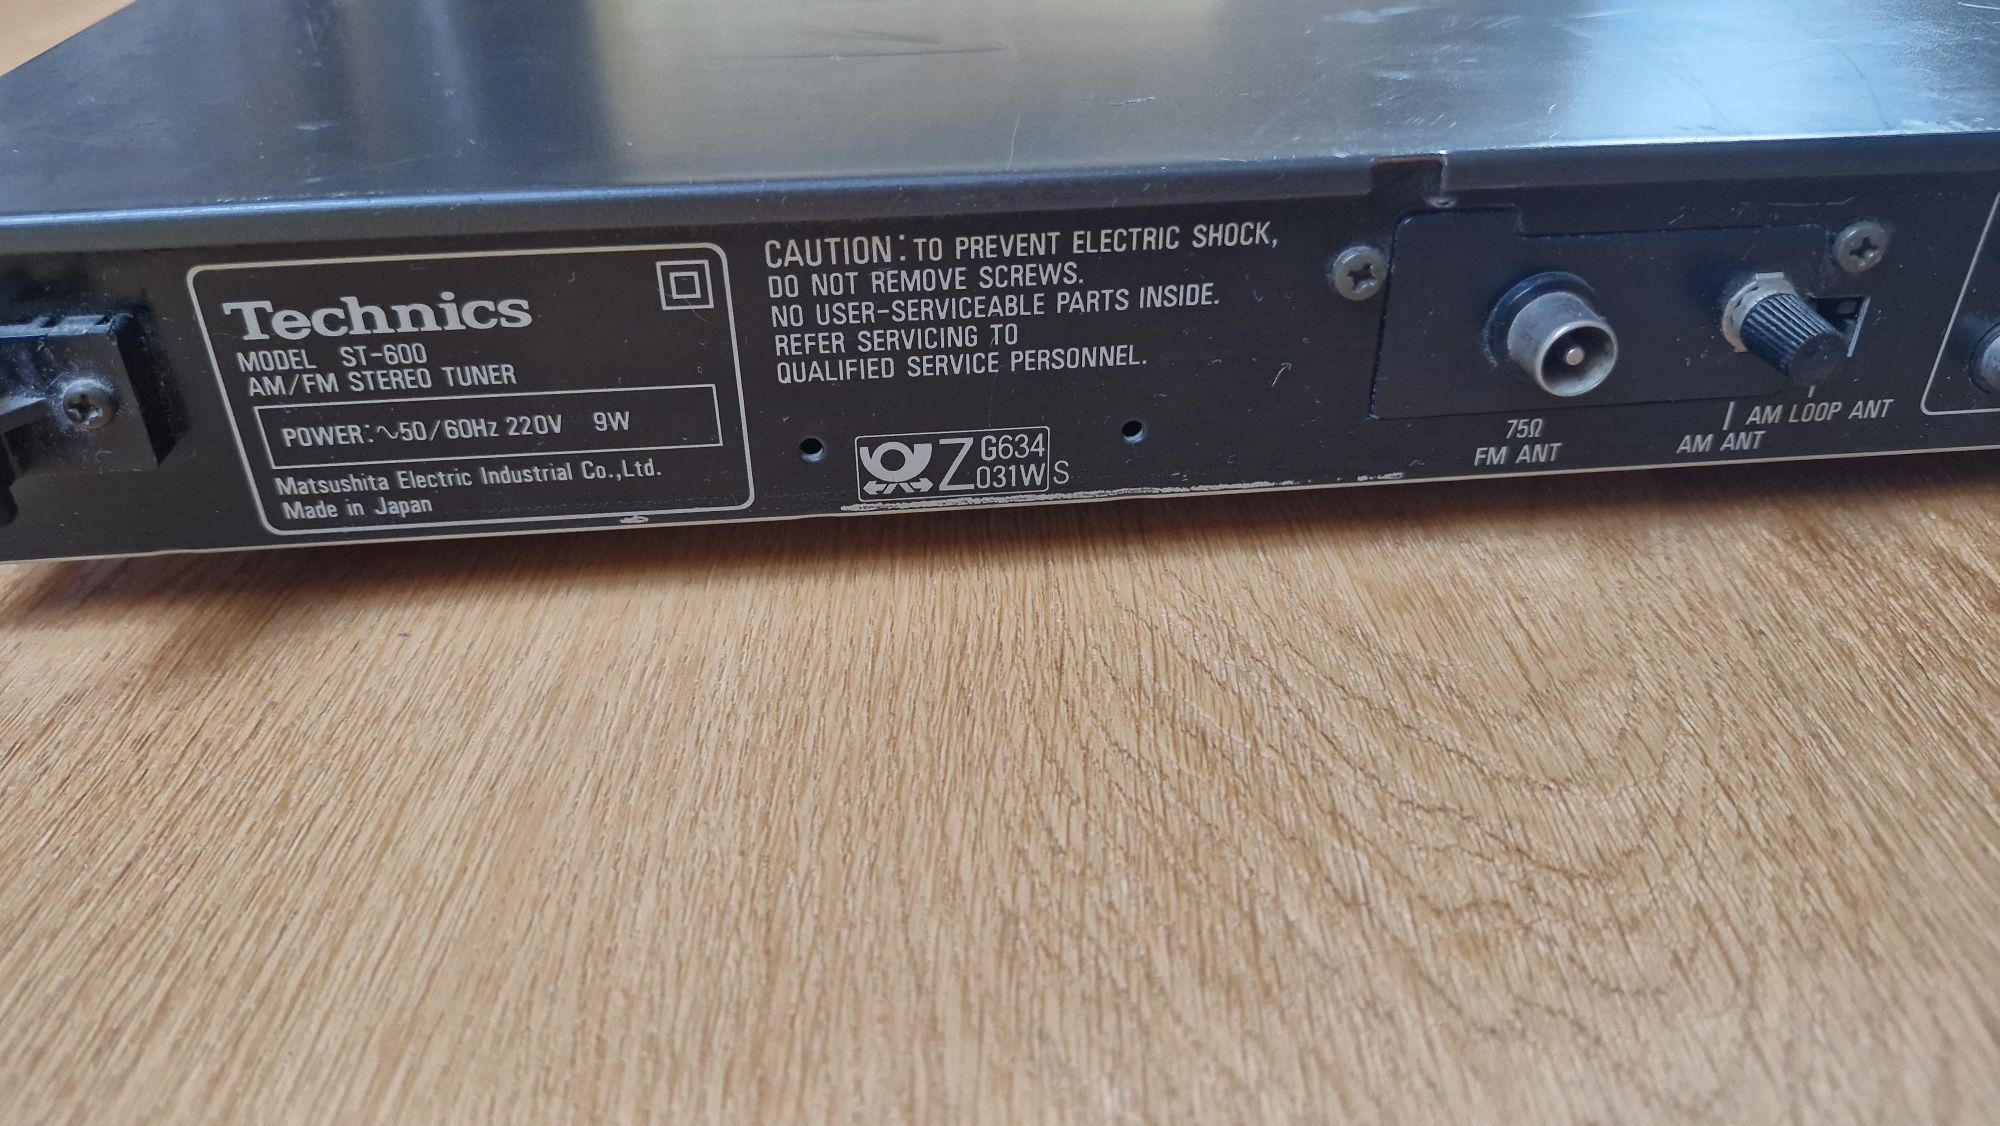 Technics
MODEL ST-600
AM/FM STEREO TUNER
POWER:∿50/60Hz 220V 9W
Matsushita Electric Industrial Co.,Ltd.
Made in Japan
CAUTION: TO PREVENT ELECTRIC SHOCK,
DO NOT REMOVE SCREWS.
NO USER-SERVICEABLE PARTS INSIDE.
REFER SERVICING TO
QUALIFIED SERVICE PERSONNEL.
Z G634
031W S
75Ω
FM ANT
AM LOOP ANT
AM ANT